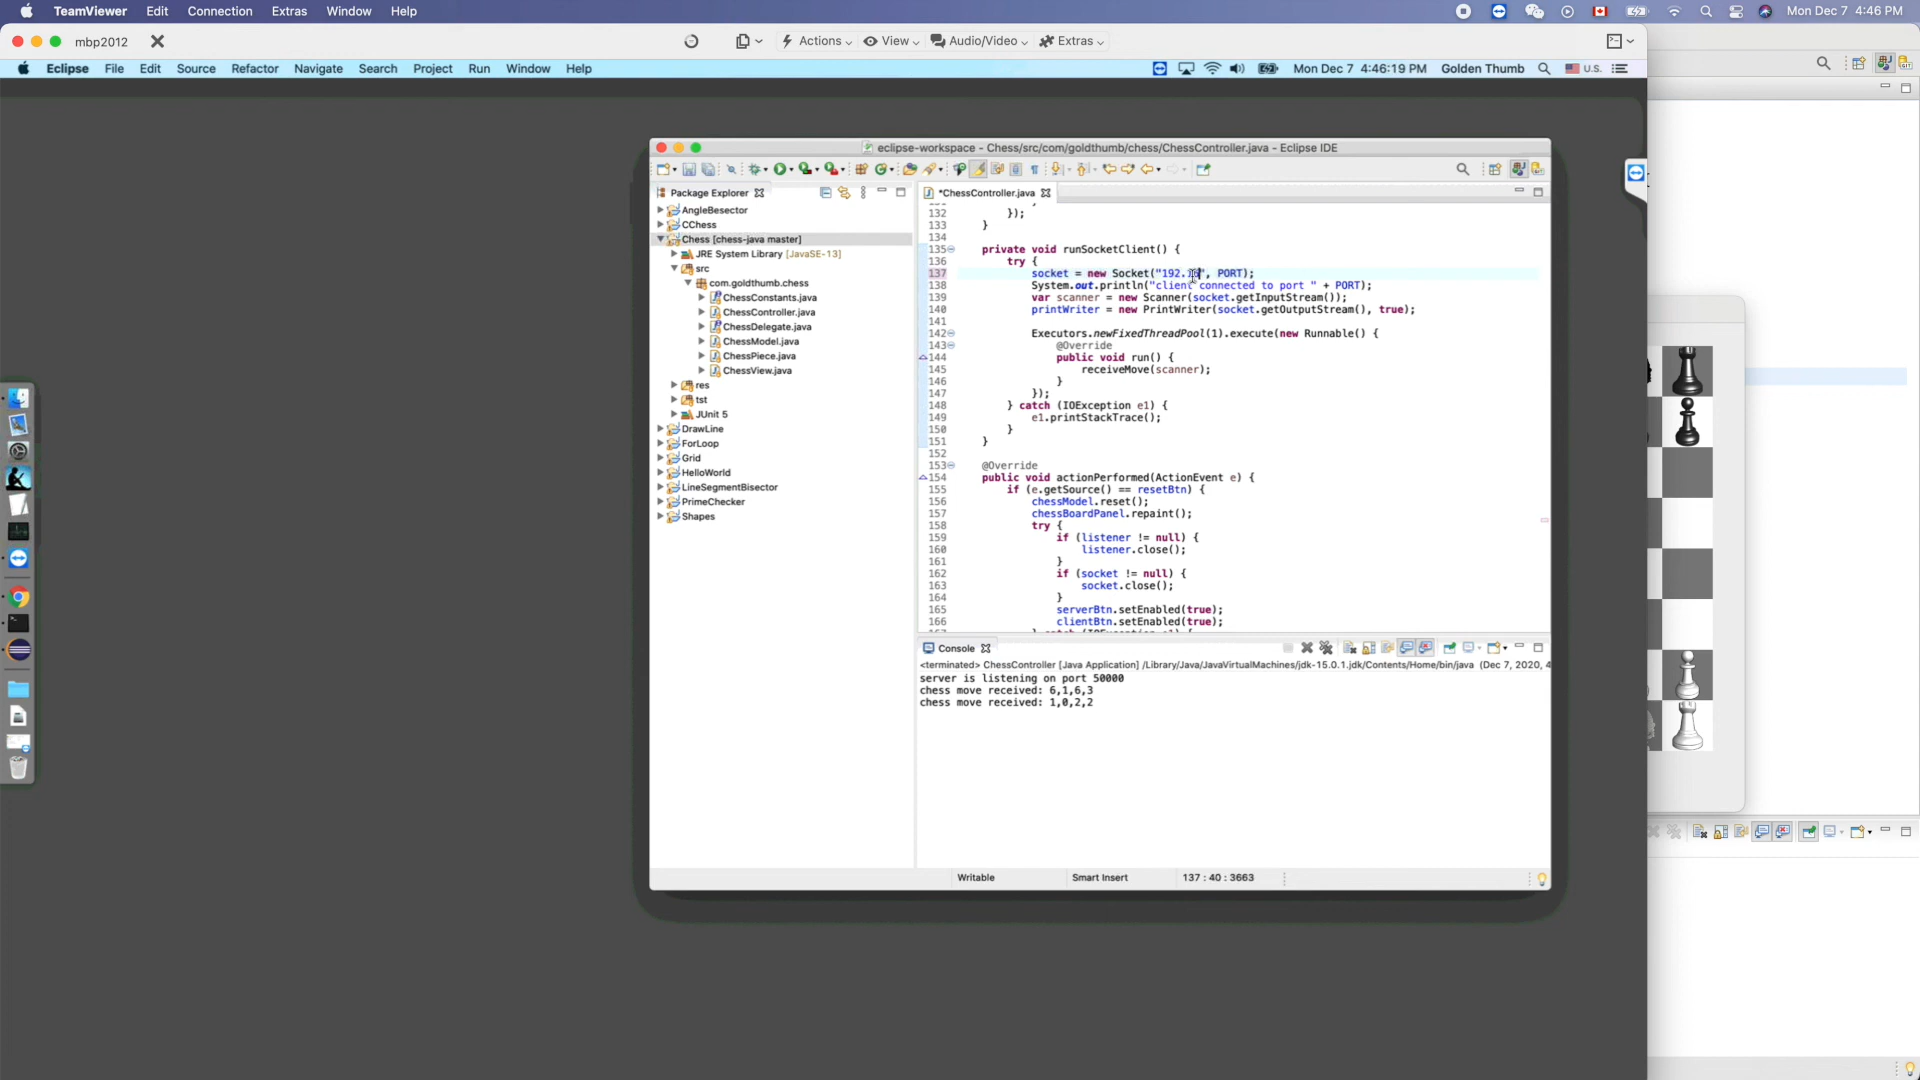 TeamViewer Edit Connection Extras Window Help Mon Dec 7 4:46 PM
mbp2012 Actions View Audio/Video Extras
Eclipse File Edit Source Refactor Navigate Search Project Run Window Help Mon Dec 7 4:46:19 PM Golden Thumb U.S.
eclipse-workspace - Chess/src/com/goldthumb/chess/ChessController.java - Eclipse IDE
Package Explorer
AngleBesector
CChess
Chess [chess-java master]
JRE System Library [JavaSE-13]
src
com.goldthumb.chess
ChessConstants.java
ChessController.java
ChessDelegate.java
ChessModel.java
ChessPiece.java
ChessView.java
res
tst
JUnit 5
DrawLine
ForLoop
Grid
HelloWorld
LineSegmentBisector
PrimeChecker
Shapes
*ChessController.java
132 });
133 }
134
135 private void runSocketClient() {
136 try {
137 socket = new Socket("192.16", PORT);
138 System.out.println("client connected to port " + PORT);
139 var scanner = new Scanner(socket.getInputStream());
140 printWriter = new PrintWriter(socket.getOutputStream(), true);
141
142 Executors.newFixedThreadPool(1).execute(new Runnable() {
143 @Override
144 public void run() {
145 receiveMove(scanner);
146 }
147 });
148 } catch (IOException e1) {
149 e1.printStackTrace();
150 }
151 }
152
153 @Override
154 public void actionPerformed(ActionEvent e) {
155 if (e.getSource() == resetBtn) {
156 chessModel.reset();
157 chessBoardPanel.repaint();
158 try {
159 if (listener != null) {
160 listener.close();
161 }
162 if (socket != null) {
163 socket.close();
164 }
165 serverBtn.setEnabled(true);
166 clientBtn.setEnabled(true);
Console
<terminated> ChessController [Java Application] /Library/Java/JavaVirtualMachines/jdk-15.0.1.jdk/Contents/Home/bin/java (Dec 7, 2020, 4
server is listening on port 50000
chess move received: 6,1,6,3
chess move received: 1,0,2,2
Writable Smart Insert 137 : 40 : 3663